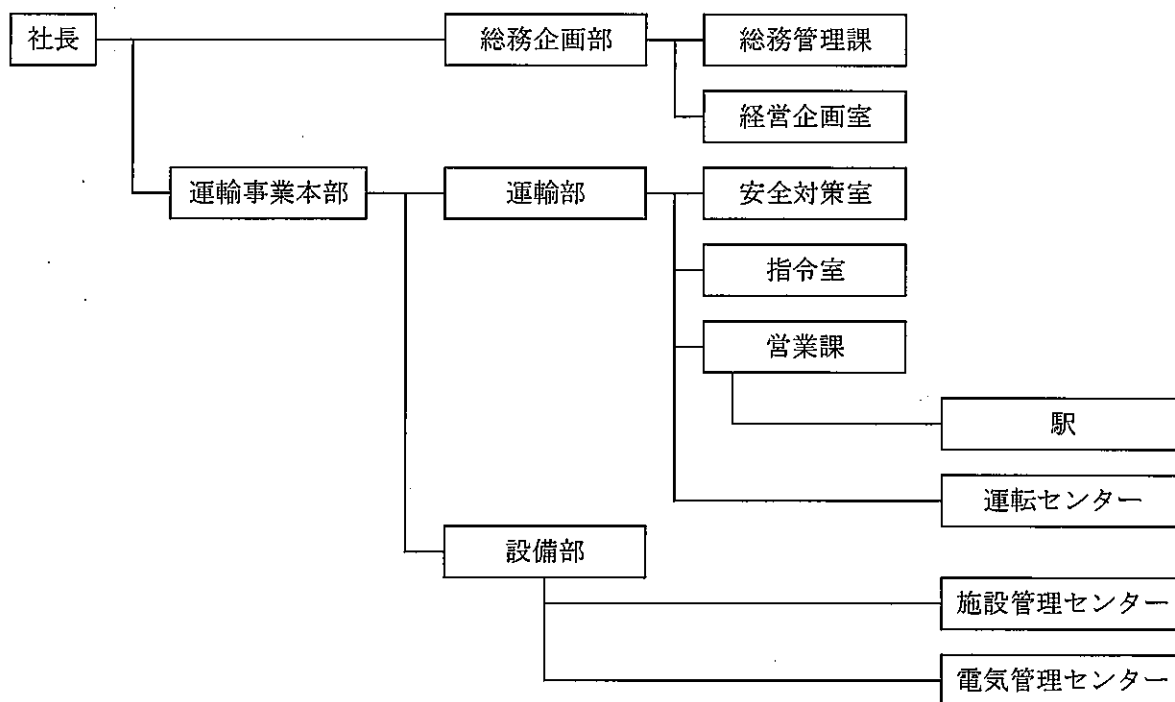 社長
総務企画部
総務管理課
経営企画室
運輸事業本部
運輸部
安全対策室
指令室
営業課
駅
運転センター
設備部
施設管理センター
電気管理センター